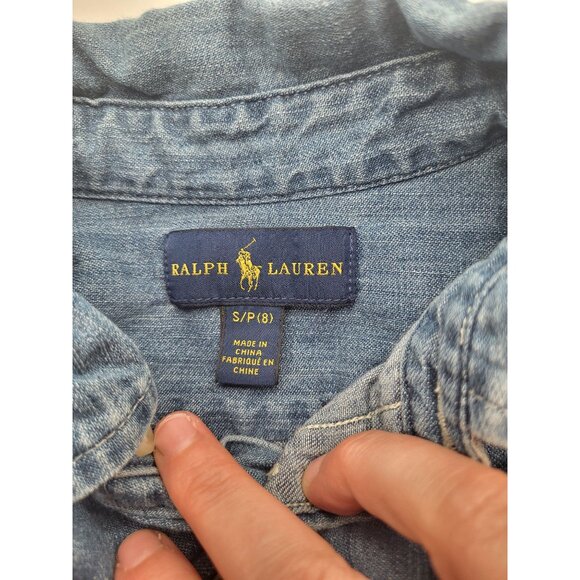 RALPH LAUREN
S/P (8)
MADE IN
CHINA
FABRIQUÉ EN
CHINE